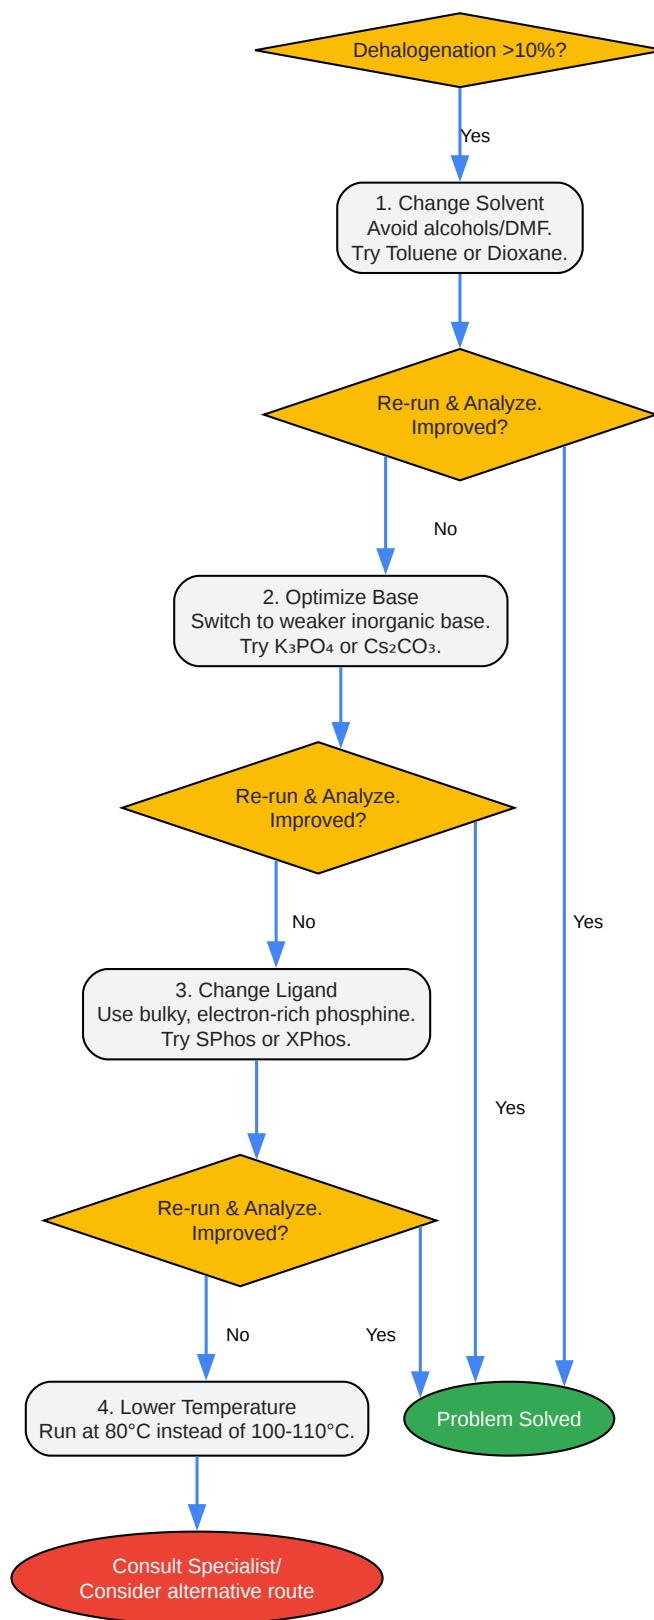 Dehalogenation >10%?
Yes
1. Change Solvent
Avoid alcohols/DMF.
Try Toluene or Dioxane.
Re-run & Analyze.
Improved?
No
2. Optimize Base
Switch to weaker inorganic base.
Try K₃PO₄ or Cs₂CO₃.
Re-run & Analyze.
Improved?
No
Yes
3. Change Ligand
Use bulky, electron-rich phosphine.
Try SPhos or XPhos.
Yes
Re-run & Analyze.
Improved?
No
Yes
4. Lower Temperature
Run at 80°C instead of 100-110°C.
Problem Solved
Consult Specialist/
Consider alternative route